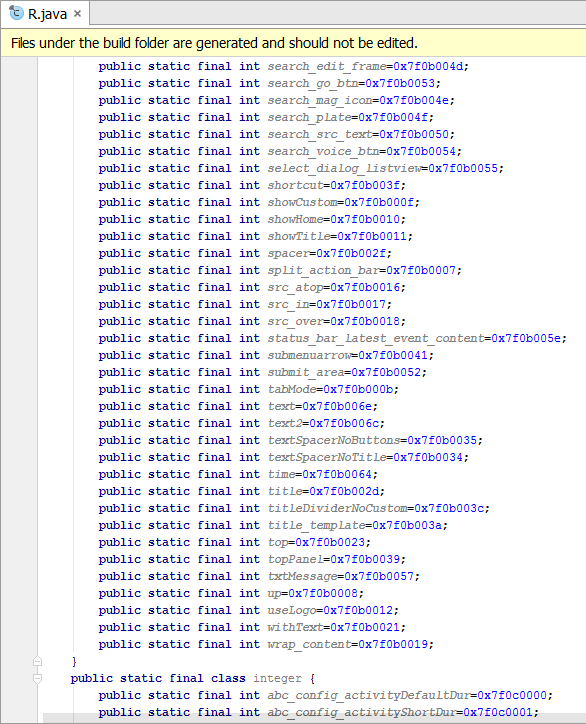 R.java ×
Files under the build folder are generated and should not be edited.
public static final int search_edit_frame=0x7f0b004d;
public static final int search_go_btn=0x7f0b0053;
public static final int search_mag_icon=0x7f0b004e;
public static final int search_plate=0x7f0b004f;
public static final int search_src_text=0x7f0b0050;
public static final int search_voice_btn=0x7f0b0054;
public static final int select_dialog_listview=0x7f0b0055;
public static final int shortcut=0x7f0b003f;
public static final int showCustom=0x7f0b000f;
public static final int showHome=0x7f0b0010;
public static final int showTitle=0x7f0b0011;
public static final int spacer=0x7f0b002f;
public static final int split_action_bar=0x7f0b0007;
public static final int src_atop=0x7f0b0016;
public static final int src_in=0x7f0b0017;
public static final int src_over=0x7f0b0018;
public static final int status_bar_latest_event_content=0x7f0b005e;
public static final int submenuarrow=0x7f0b0041;
public static final int submit_area=0x7f0b0052;
public static final int tabMode=0x7f0b000b;
public static final int text=0x7f0b006e;
public static final int text2=0x7f0b006c;
public static final int textSpacerNoButtons=0x7f0b0035;
public static final int textSpacerNoTitle=0x7f0b0034;
public static final int time=0x7f0b0064;
public static final int title=0x7f0b002d;
public static final int titleDividerNoCustom=0x7f0b003c;
public static final int title_template=0x7f0b003a;
public static final int top=0x7f0b0023;
public static final int topPanel=0x7f0b0039;
public static final int txtMessage=0x7f0b0057;
public static final int up=0x7f0b0008;
public static final int useLogo=0x7f0b0012;
public static final int withText=0x7f0b0021;
public static final int wrap_content=0x7f0b0019;
}
public static final class integer {
public static final int abc_config_activityDefaultDur=0x7f0c0000;
public static final int abc_config_activityShortDur=0x7f0c0001;